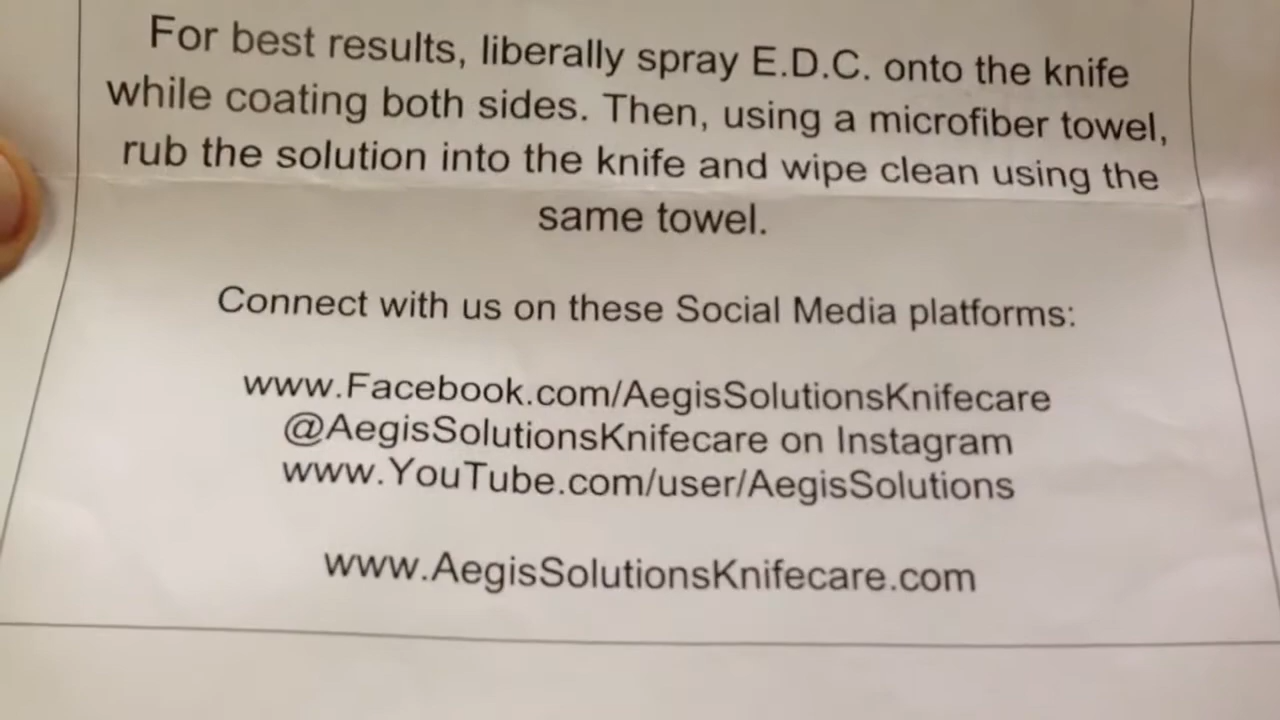 For best results, liberally spray E.D.C. onto the knife
while coating both sides. Then, using a microfiber towel,
rub the solution into the knife and wipe clean using the
same towel.
Connect with us on these Social Media platforms:
www.Facebook.com/AegisSolutionsKnifecare
@AegisSolutionsKnifecare on Instagram
www.YouTube.com/user/AegisSolutions
www.AegisSolutionsKnifecare.com